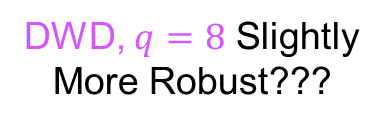 DWD, q = 8 Slightly
More Robust???